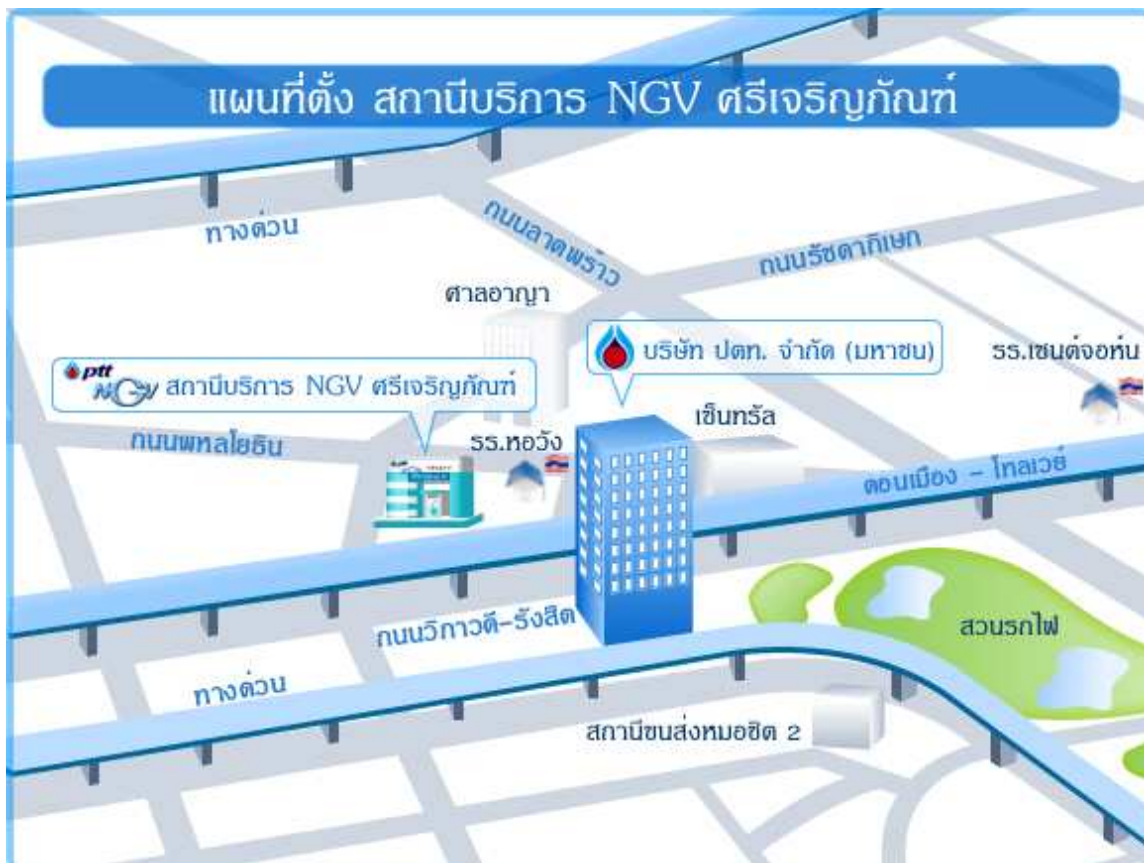 แผนที่ตั้ง สถานีบริการ NGV ศรีเจริญภัณฑ์
ทางด่วน
ถนนลาดพร้าว
ถนนรัชดาภิเษก
ศาลอาญา
บริษัท ปตท. จำกัด (มหาชน)
รร.เซนต์จอห์น
ptt NGV สถานีบริการ NGV ศรีเจริญภัณฑ์
ถนนพหลโยธิน
รร.หอวัง
เซ็นทรัล
ดอนเมือง - โทลเวย์
ถนนวิภาวดี-รังสิต
สวนรถไฟ
ทางด่วน
สถานีขนส่งหมอชิต 2